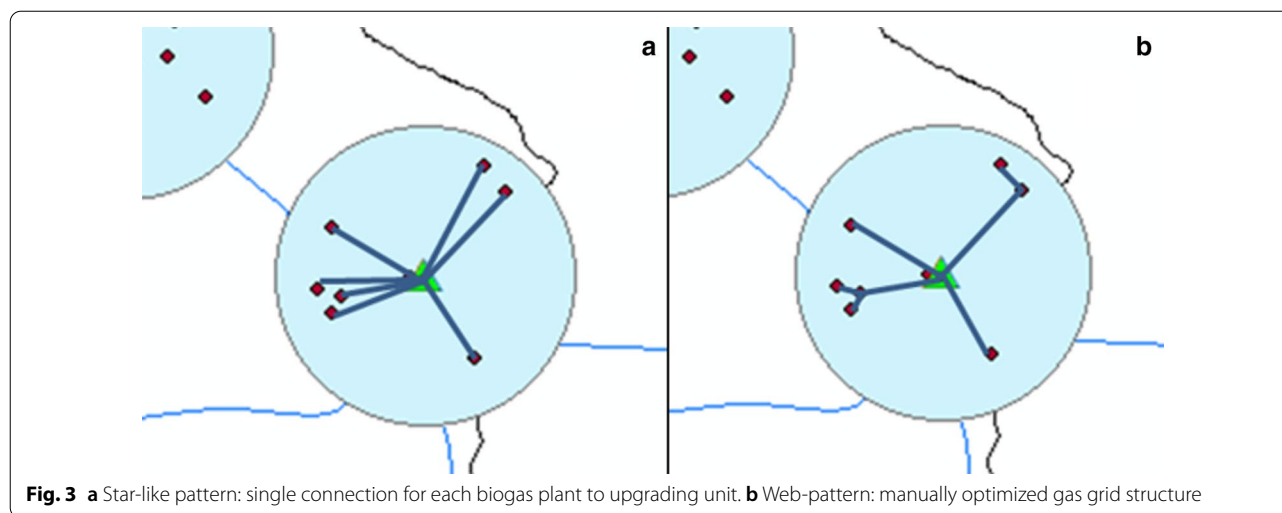 a
b
Fig. 3 a Star-like pattern: single connection for each biogas plant to upgrading unit. b Web-pattern: manually optimized gas grid structure